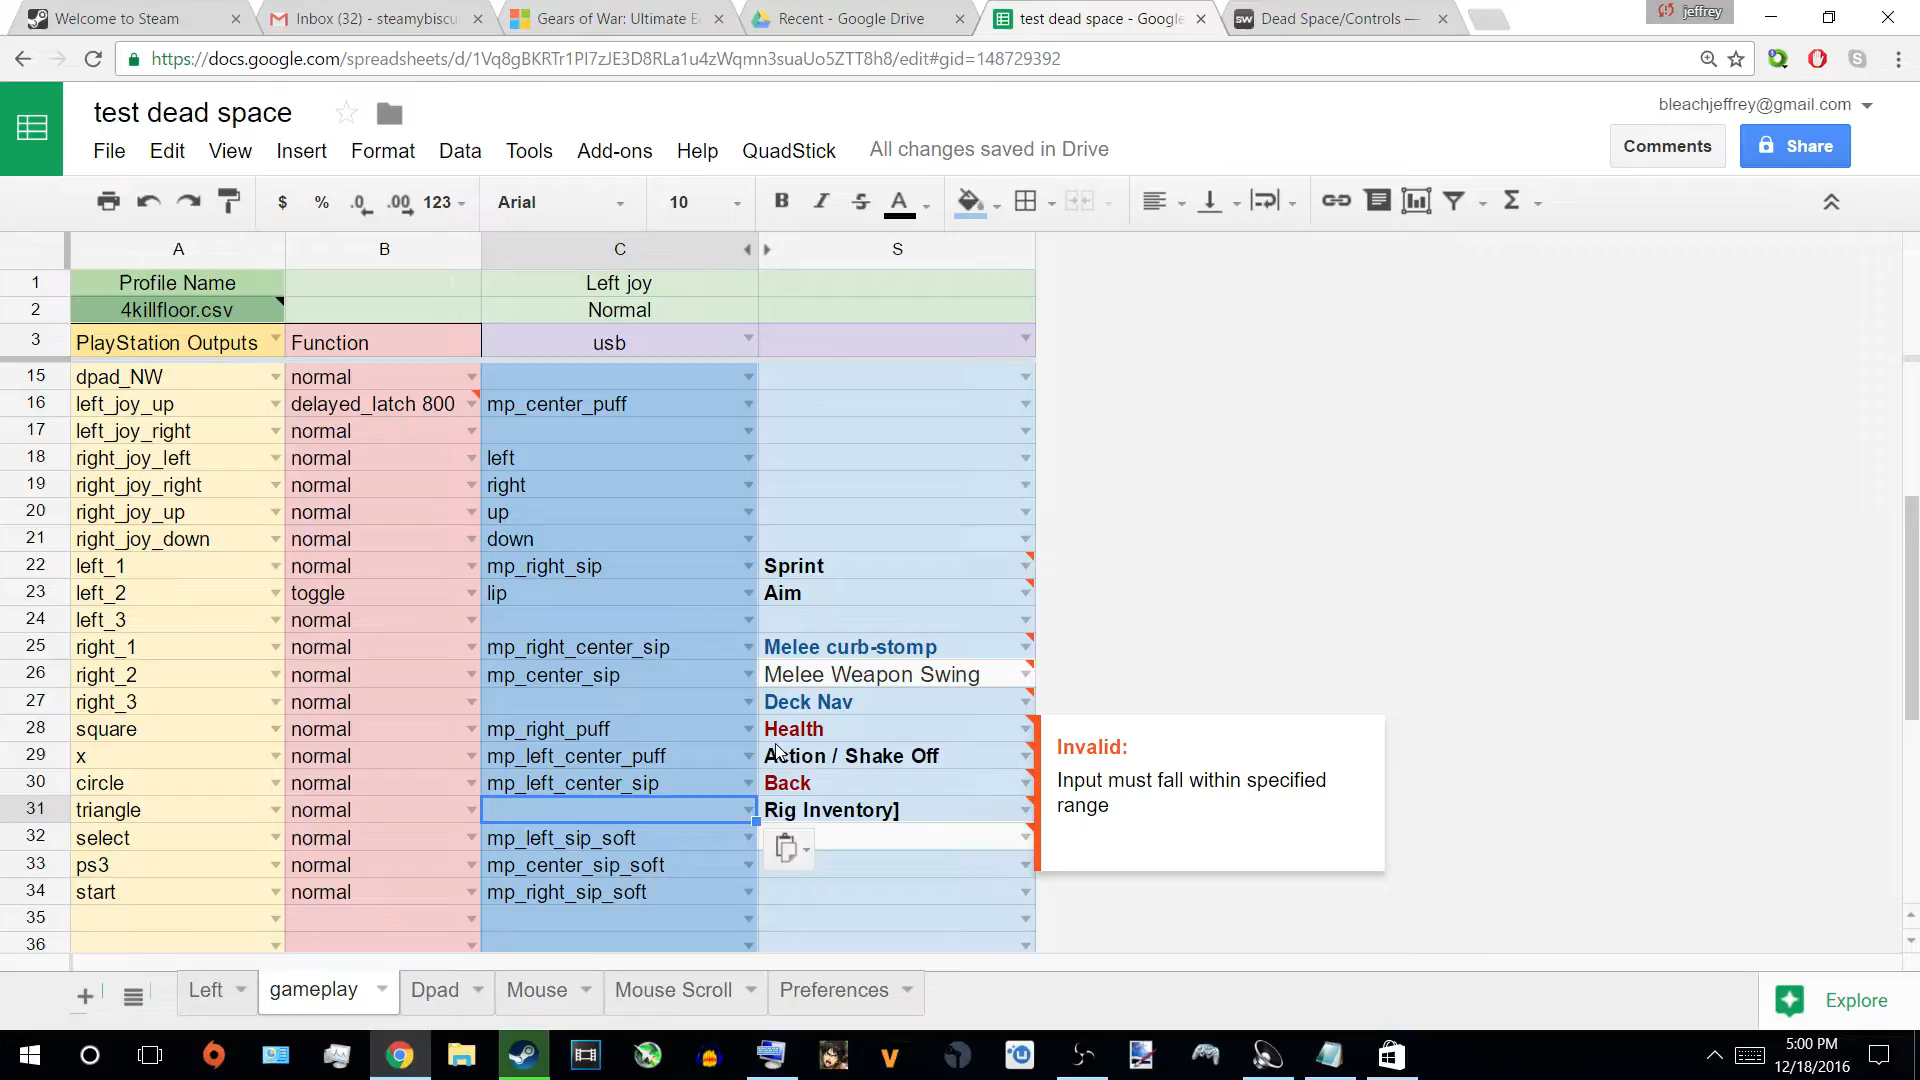 Welcome to Steam
Inbox (32) - steamybiscu
Gears of War: Ultimate E
Recent - Google Drive
test dead space - Google
Dead Space/Controls —
jeffrey
https://docs.google.com/spreadsheets/d/1Vq8gBKRTr1PI7zJE3D8RLa1u4zWqmn3suaUo5ZTT8h8/edit#gid=148729392
test dead space
bleachjeffrey@gmail.com
File Edit View Insert Format Data Tools Add-ons Help QuadStick All changes saved in Drive
Comments Share
$ % .0 .00 123 Arial 10 B I S A Σ
A B C S
1 Profile Name Left joy
2 4killfloor.csv Normal
3 PlayStation Outputs Function usb
15 dpad_NW normal
16 left_joy_up delayed_latch 800 mp_center_puff
17 left_joy_right normal
18 right_joy_left normal left
19 right_joy_right normal right
20 right_joy_up normal up
21 right_joy_down normal down
22 left_1 normal mp_right_sip Sprint
23 left_2 toggle lip Aim
24 left_3 normal
25 right_1 normal mp_right_center_sip Melee curb-stomp
26 right_2 normal mp_center_sip Melee Weapon Swing
27 right_3 normal Deck Nav
28 square normal mp_right_puff Health
29 x normal mp_left_center_puff Action / Shake Off
30 circle normal mp_left_center_sip Back
31 triangle normal Rig Inventory]
32 select normal mp_left_sip_soft
33 ps3 normal mp_center_sip_soft
34 start normal mp_right_sip_soft
35
36
Invalid:
Input must fall within specified
range
Left gameplay Dpad Mouse Mouse Scroll Preferences
Explore
5:00 PM
12/18/2016